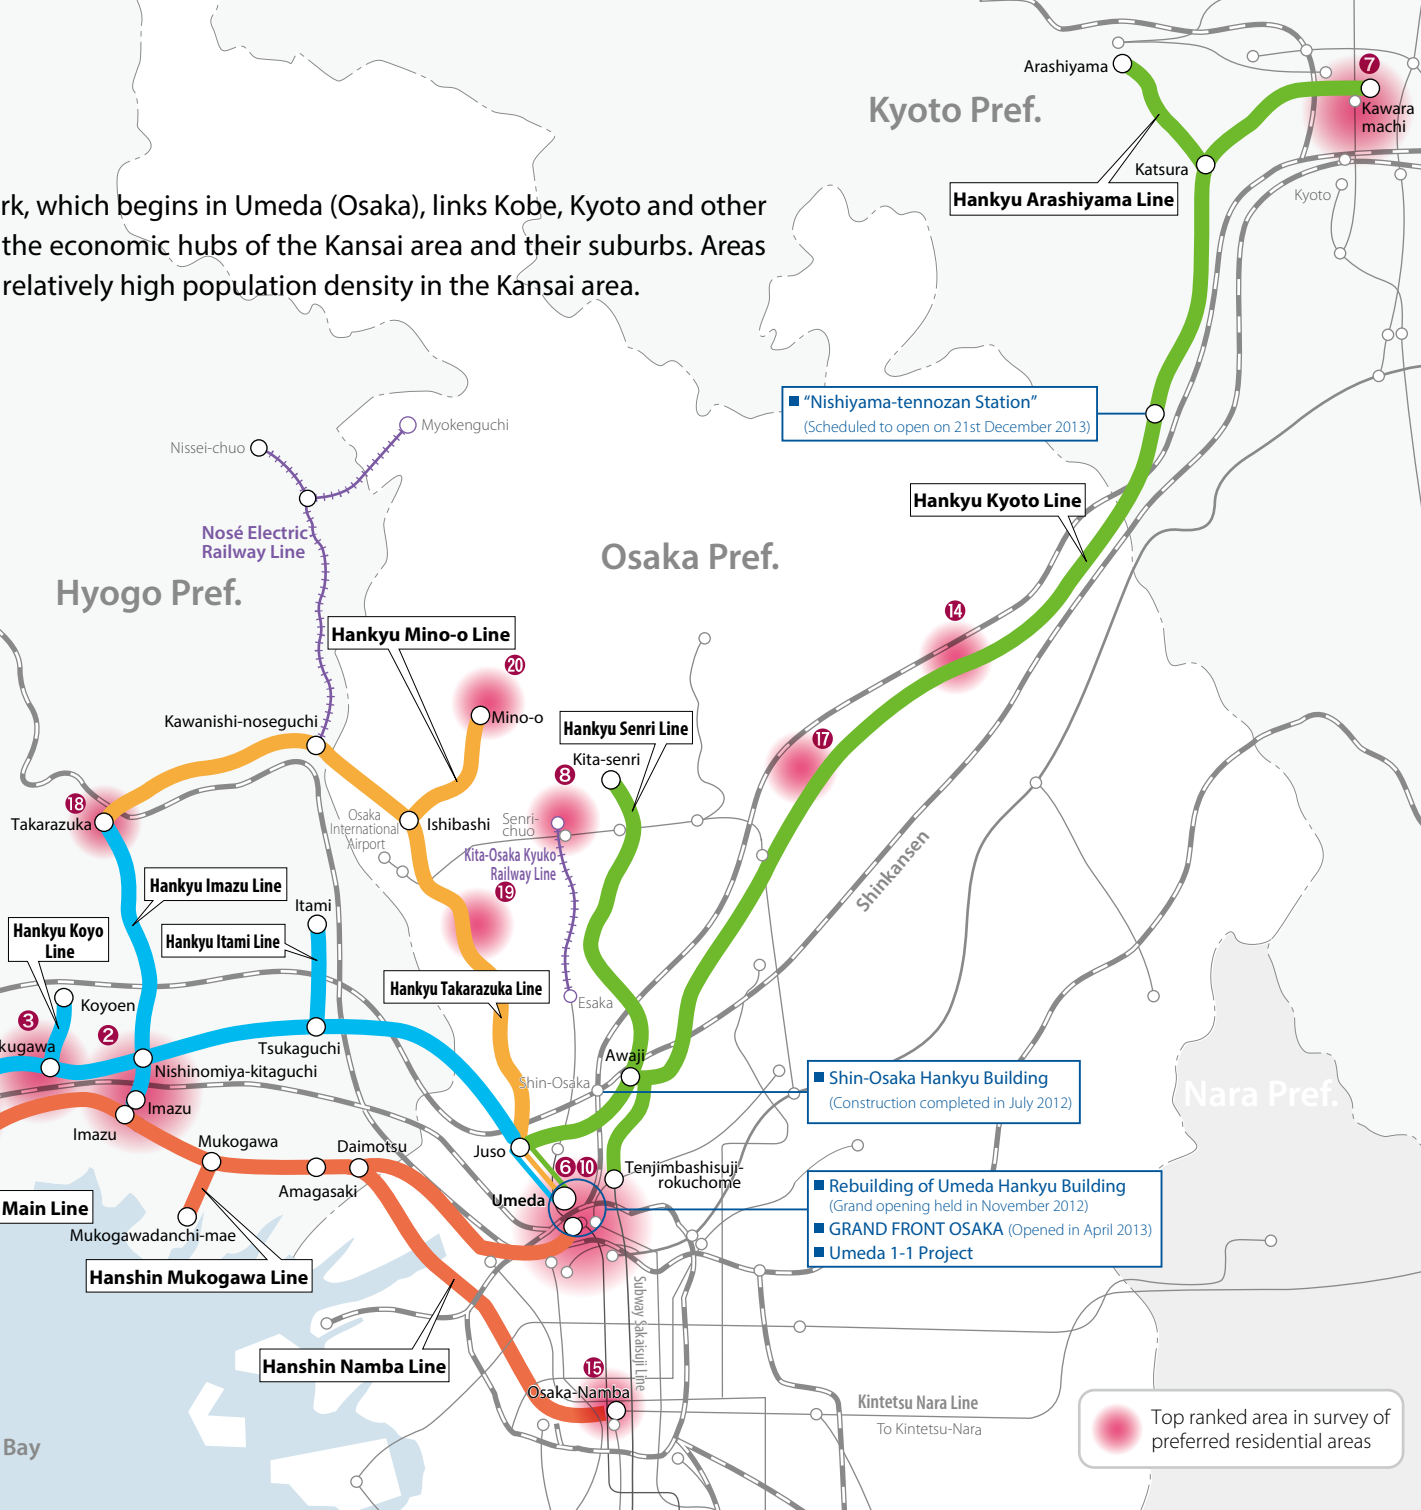 Arashiyama
7
Kyoto Pref.
Kawara
machi
Katsura
Hankyu Arashiyama Line
Kyoto
rk, which begins in Umeda (Osaka), links Kobe, Kyoto and other
the economic hubs of the Kansai area and their suburbs. Areas
relatively high population density in the Kansai area.
■ “Nishiyama-tennozan Station”
(Scheduled to open on 21st December 2013)
Myokenguchi
Nissei-chuo
Hankyu Kyoto Line
Nosé Electric
Railway Line
Osaka Pref.
Hyogo Pref.
14
Hankyu Mino-o Line
20
Mino-o
Kawanishi-noseguchi
Hankyu Senri Line
17
Kita-senri
8
18
Takarazuka
Osaka
International
Airport
Ishibashi
Senri-
chuo
Kita-Osaka Kyuko
Railway Line
Shinkansen
19
Hankyu Imazu Line
Itami
Hankyu Koyo
Line
Hankyu Itami Line
Hankyu Takarazuka Line
Koyoen
Esaka
3
2
kugawa
Tsukaguchi
Nishinomiya-kitaguchi
Awaji
Shin-Osaka
■ Shin-Osaka Hankyu Building
(Construction completed in July 2012)
Nara Pref.
Imazu
Imazu
Mukogawa
Daimotsu
Juso
Amagasaki
6 10
Tenjimbashisuji-
rokuchome
Umeda
■ Rebuilding of Umeda Hankyu Building
(Grand opening held in November 2012)
■ GRAND FRONT OSAKA (Opened in April 2013)
■ Umeda 1-1 Project
Main Line
Mukogawadanchi-mae
Hanshin Mukogawa Line
Subway Sakaisuji Line
Hanshin Namba Line
15
Osaka-Namba
Kintetsu Nara Line
To Kintetsu-Nara
Top ranked area in survey of
preferred residential areas
Bay